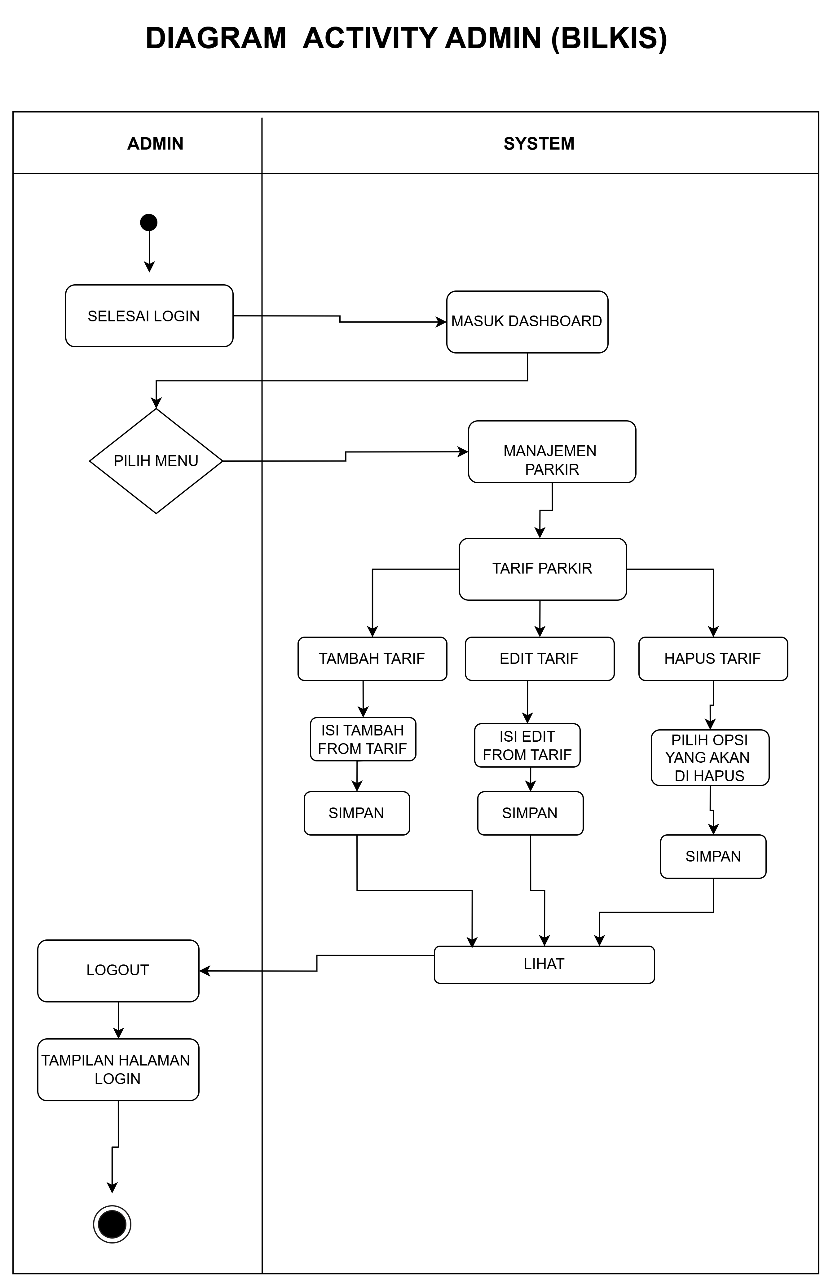 DIAGRAM ACTIVITY ADMIN (BILKIS)
ADMIN
SYSTEM
SELESAI LOGIN
MASUK DASHBOARD
PILIH MENU
MANAJEMEN
PARKIR
TARIF PARKIR
TAMBAH TARIF
EDIT TARIF
HAPUS TARIF
ISI TAMBAH
FROM TARIF
ISI EDIT
FROM TARIF
PILIH OPSI
YANG AKAN
DI HAPUS
SIMPAN
SIMPAN
SIMPAN
LIHAT
LOGOUT
TAMPILAN HALAMAN
LOGIN